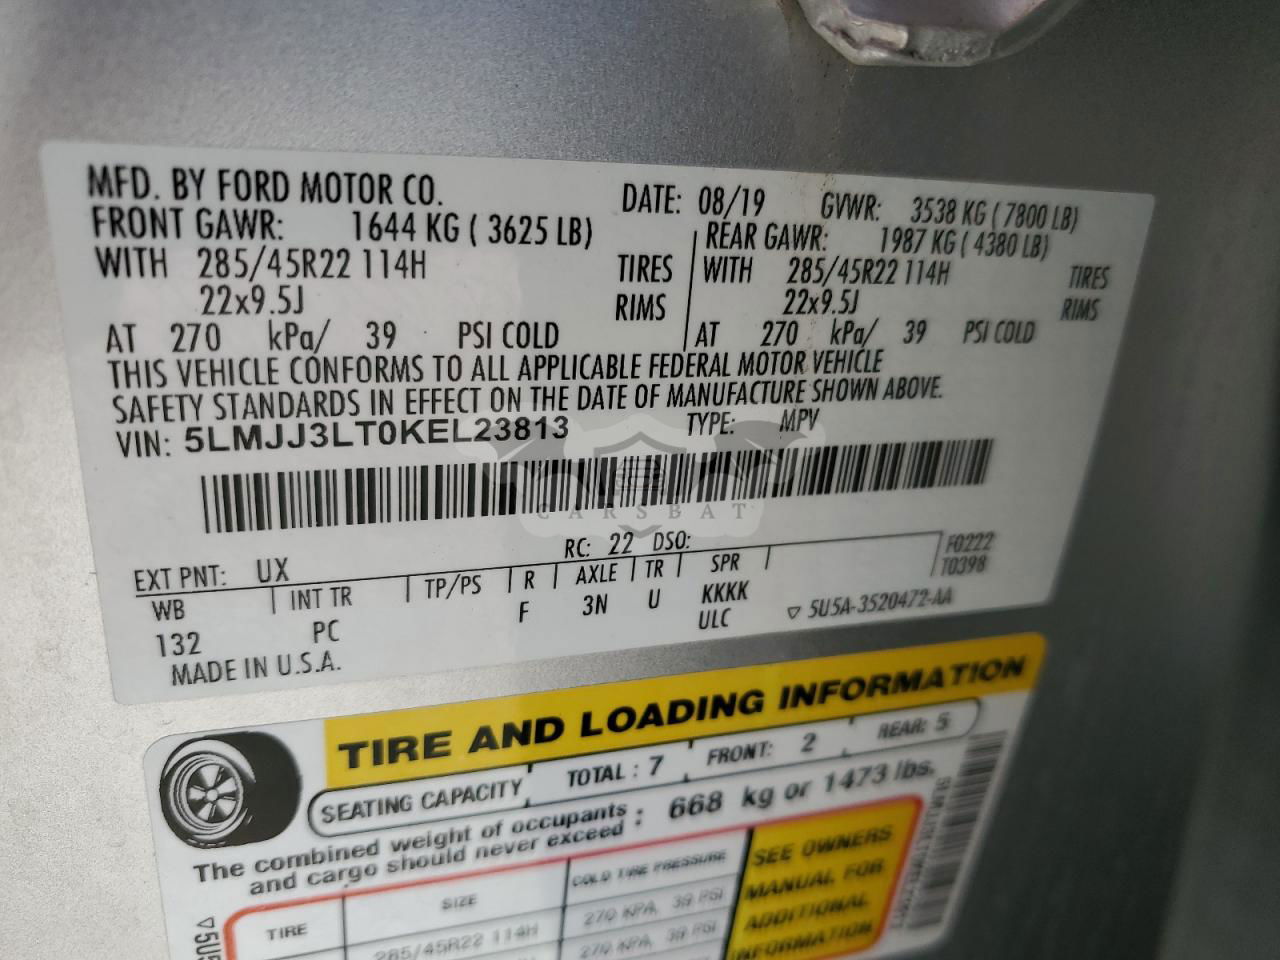 MFD. BY FORD MOTOR CO. DATE: 08/19 GVWR: 3538 KG ( 7800 LB)
FRONT GAWR: 1644 KG ( 3625 LB) REAR GAWR: 1987 KG ( 4380 LB)
WITH 285/45R22 114H TIRES WITH 285/45R22 114H TIRES
22x9.5J RIMS 22x9.5J RIMS
AT 270 kPa/ 39 PSI COLD AT 270 kPa/ 39 PSI COLD
THIS VEHICLE CONFORMS TO ALL APPLICABLE FEDERAL MOTOR VEHICLE
SAFETY STANDARDS IN EFFECT ON THE DATE OF MANUFACTURE SHOWN ABOVE.
VIN: 5LMJJ3LT0KEL23813 TYPE: MPV
CARSBAT
EXT PNT: UX RC: 22 DSO: F0222
T0398
WB INT TR TP/PS R AXLE TR SPR
132 PC F 3N U KKKK
ULC ▽ 5U5A-3520472-AA
MADE IN U.S.A.
TIRE AND LOADING INFORMATION
SEATING CAPACITY TOTAL : 7 FRONT: 2 REAR: 5
The combined weight of occupants
and cargo should never exceed : 668 kg or 1473 lbs.
TIRE SIZE COLD TIRE PRESSURE
285/45R22 114H 270 KPA, 39 PSI
270 KPA, 39 PSI
SEE OWNERS
MANUAL FOR
ADDITIONAL
INFORMATION
▽5U5